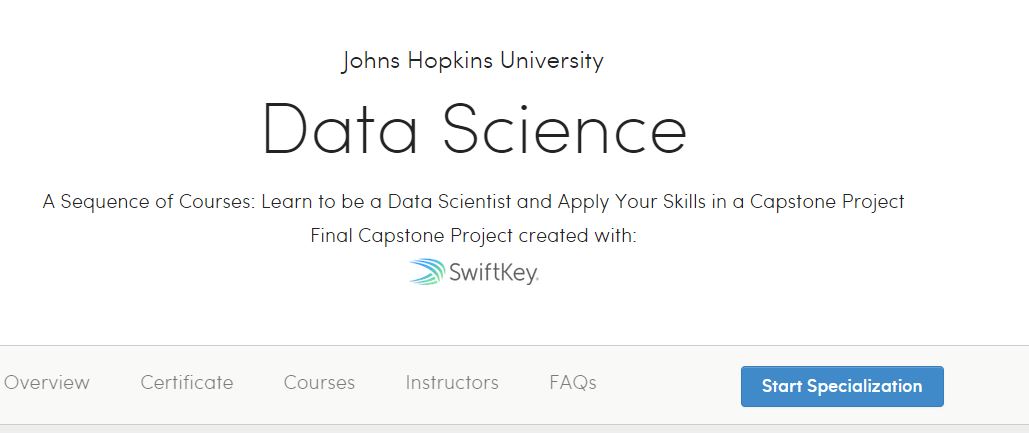 Johns Hopkins University
Data Science
A Sequence of Courses: Learn to be a Data Scientist and Apply Your Skills in a Capstone Project
Final Capstone Project created with:
SwiftKey.
Overview Certificate Courses Instructors FAQs Start Specialization